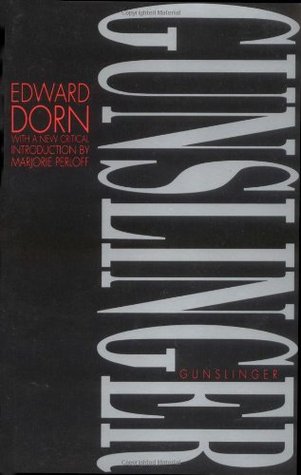 EDWARD
DORN
WITH A NEW CRITICAL
INTRODUCTION BY
MARJORIE PERLOFF
GUNSLINGER
GUNSLINGER